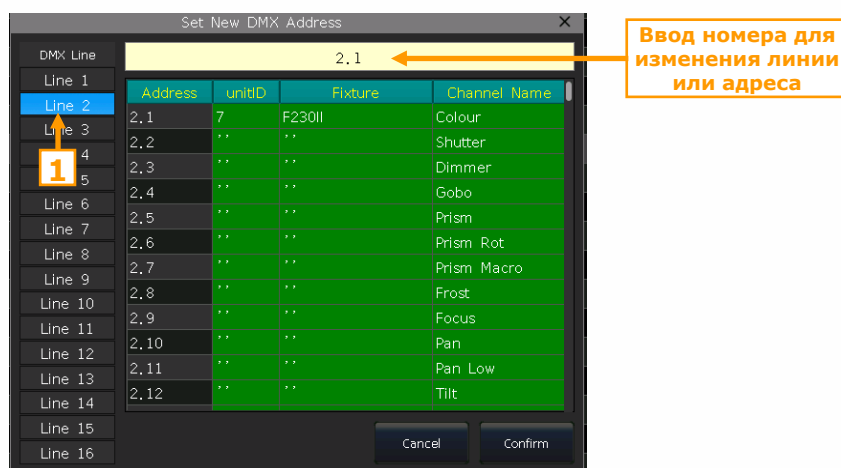 Set New DMX Address ×
DMX Line
Line 1
Line 2
Line 3
4
5
Line 6
Line 7
Line 8
Line 9
Line 10
Line 11
Line 12
Line 13
Line 14
Line 15
Line 16
1
2.1
Address unitID Fixture Channel Name
2.1 7 F230II Colour
2.2 '' '' Shutter
2.3 '' '' Dimmer
2.4 '' '' Gobo
2.5 '' '' Prism
2.6 '' '' Prism Rot
2.7 '' '' Prism Macro
2.8 '' '' Frost
2.9 '' '' Focus
2.10 '' '' Pan
2.11 '' '' Pan Low
2.12 '' '' Tilt
Cancel Confirm
Ввод номера для
изменения линии
или адреса